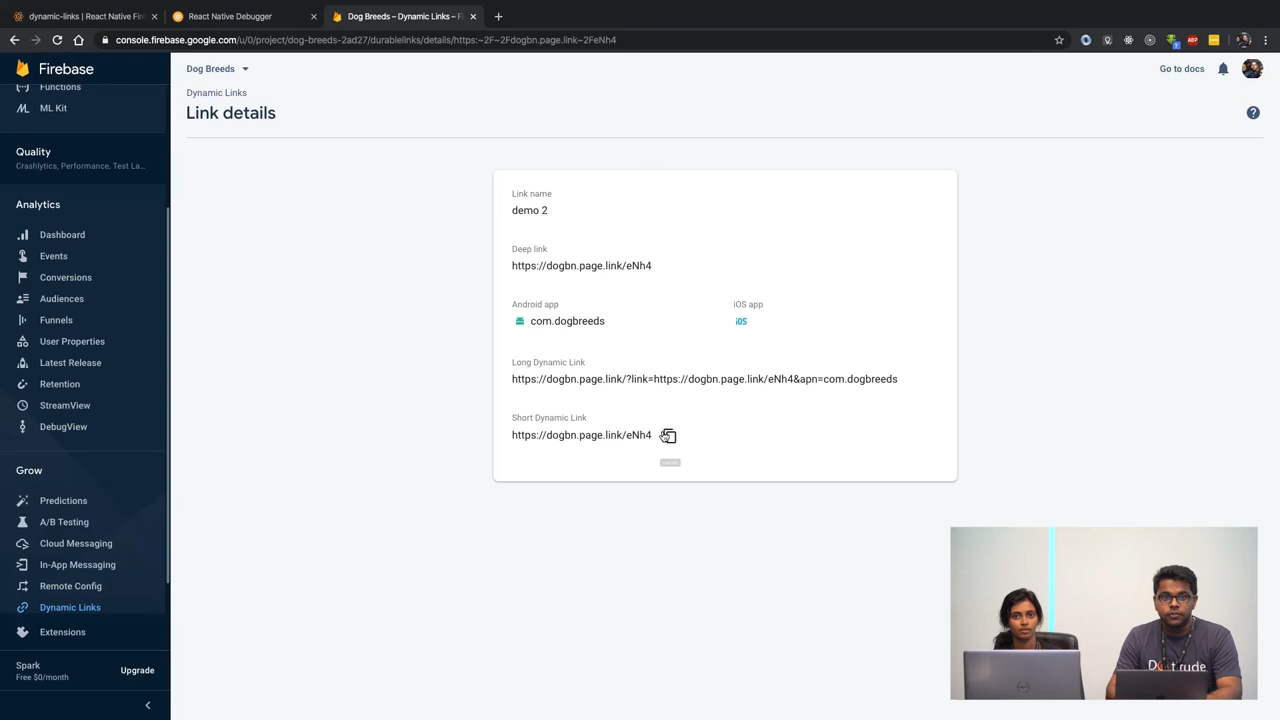 dynamic-links | React Native Fire
React Native Debugger
Dog Breeds – Dynamic Links – F
console.firebase.google.com/u/0/project/dog-breeds-2ad27/durablelinks/details/https:~2F~2Fdogbn.page.link~2FeNh4
ABP
Firebase
Functions
ML Kit
Quality
Crashlytics, Performance, Test La...
Analytics
Dashboard
Events
Conversions
Audiences
Funnels
User Properties
Latest Release
Retention
StreamView
DebugView
Grow
Predictions
A/B Testing
Cloud Messaging
In-App Messaging
Remote Config
Dynamic Links
Extensions
Spark
Free $0/month
Upgrade
Dog Breeds
Go to docs
Dynamic Links
Link details
Link name
demo 2
Deep link
https://dogbn.page.link/eNh4
Android app
com.dogbreeds
iOS app
iOS
Long Dynamic Link
https://dogbn.page.link/?link=https://dogbn.page.link/eNh4&apn=com.dogbreeds
Short Dynamic Link
https://dogbn.page.link/eNh4